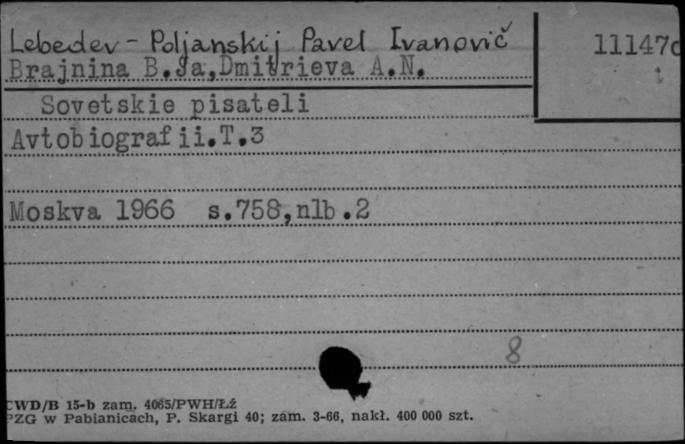 Lebedev - Poljanskij Pavel Ivanovič
11147c
Brajnina B.Ja,Dmitrieva A.N.
t
Sovetskie pisateli
Avtobiografii.T.3
Moskva 1966 s.758,nlb.2
8
CWD/B 15-b zam. 4065/PWH/Łź
PZG w Pabianicach, P. Skargi 40; zam. 3-66, nakł. 400 000 szt.